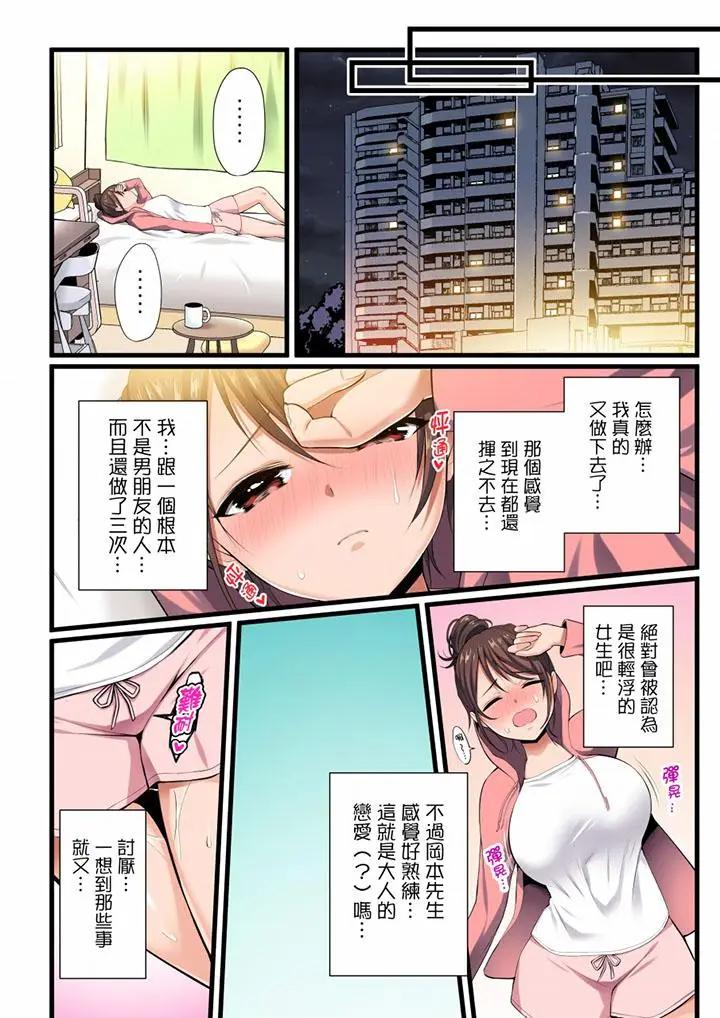 ……
……
怎麼辦…
我真的
又做下去了…
那個感覺
到現在都還
揮之不去…
怦通
我…跟一個根本
不是男朋友的人…
而且還做了三次…
怦通
絕對會被認為
是很輕浮的
女生吧…
彈晃…
彈晃…
不過岡本先生
感覺好熟練…
這就是大人的
戀愛(？)嗎…
難耐
討厭…
一想到那些事
就又…